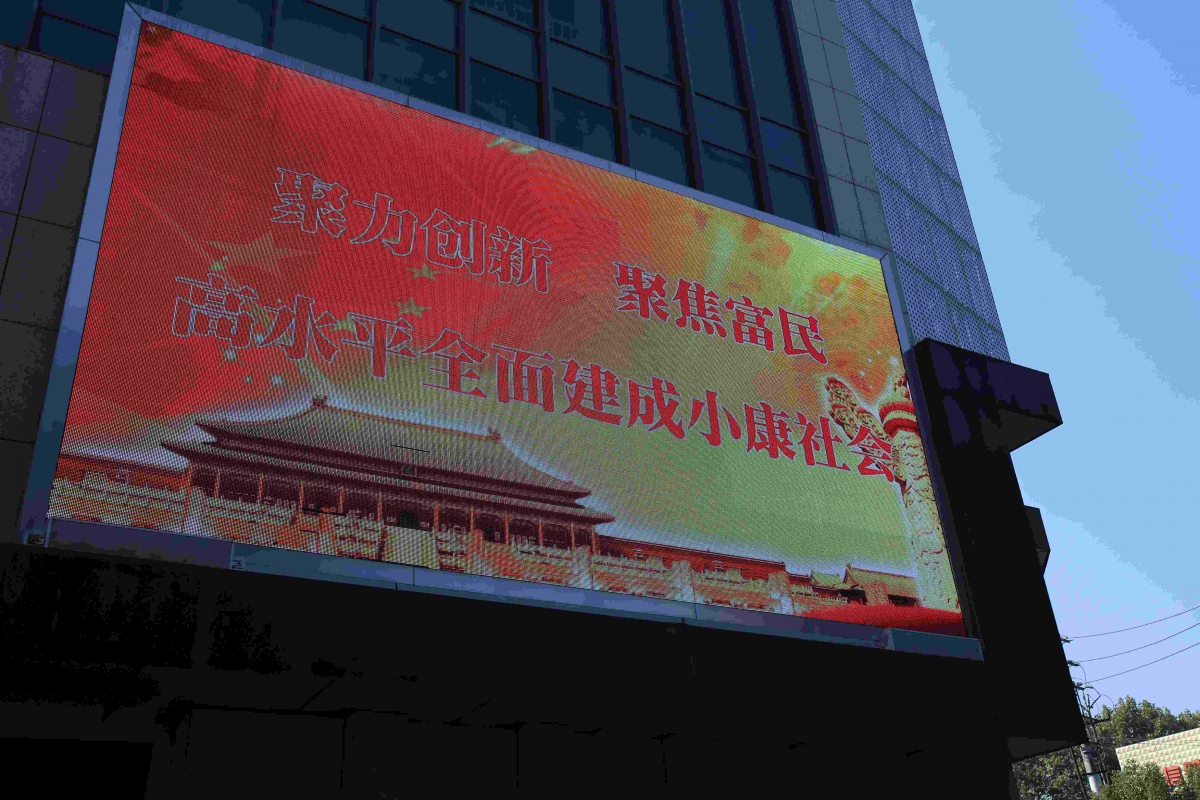 聚力创新 聚焦富民
高水平全面建成小康社会